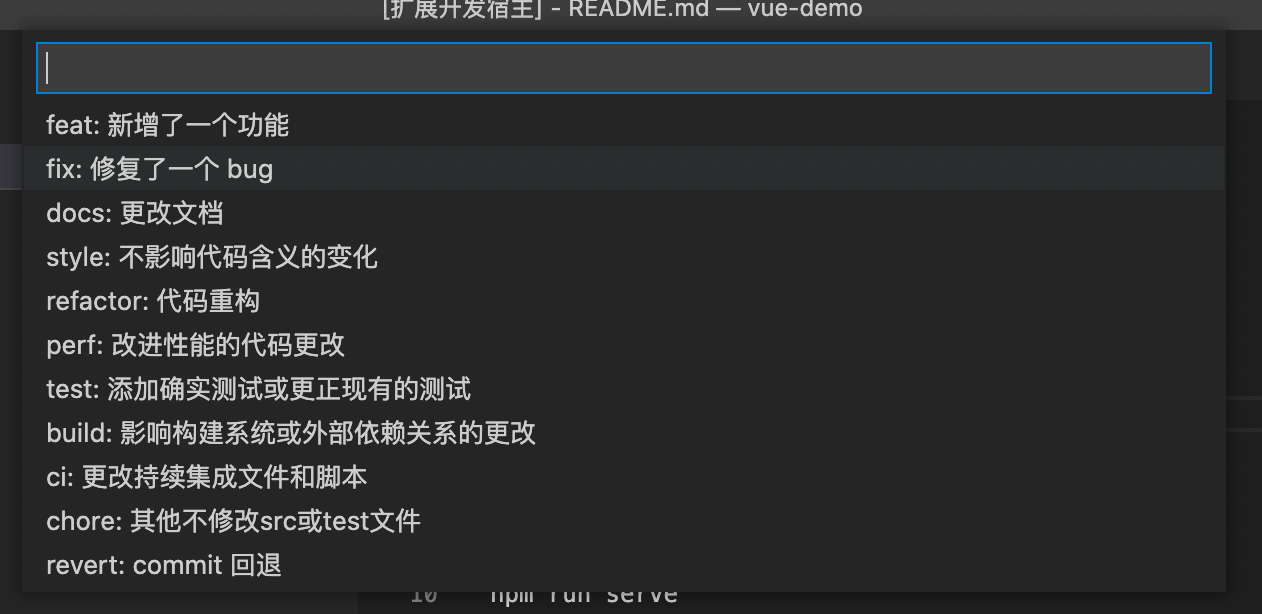 [扩展开发宿主] - README.md — vue-demo
feat: 新增了一个功能
fix: 修复了一个 bug
docs: 更改文档
style: 不影响代码含义的变化
refactor: 代码重构
perf: 改进性能的代码更改
test: 添加确实测试或更正现有的测试
build: 影响构建系统或外部依赖关系的更改
ci: 更改持续集成文件和脚本
chore: 其他不修改src或test文件
revert: commit 回退
10 npm run serve